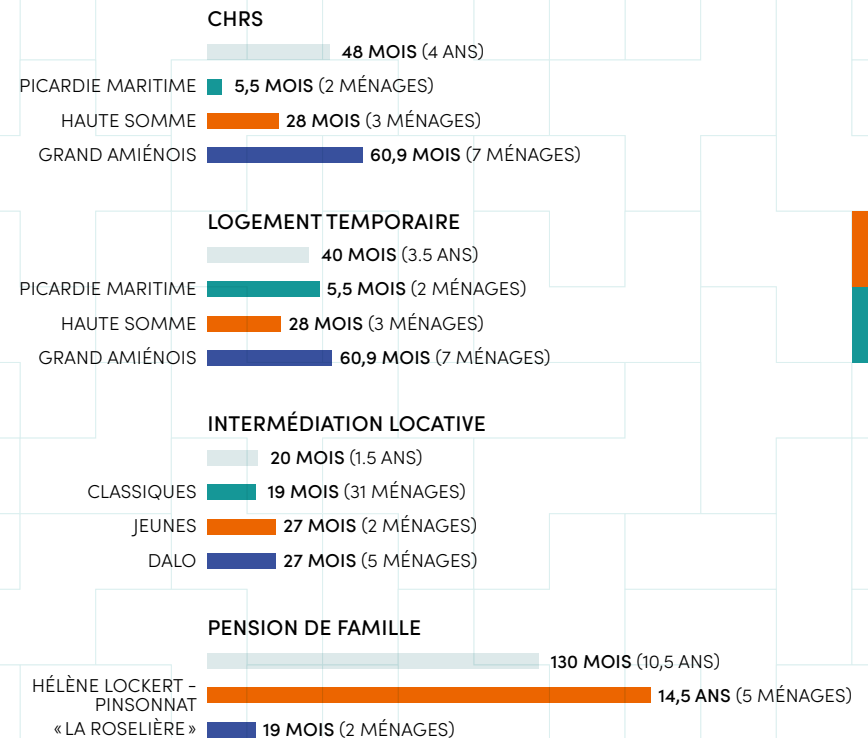 CHRS
48 MOIS (4 ANS)
PICARDIE MARITIME 5,5 MOIS (2 MÉNAGES)
HAUTE SOMME 28 MOIS (3 MÉNAGES)
GRAND AMIÉNOIS 60,9 MOIS (7 MÉNAGES)
LOGEMENT TEMPORAIRE
40 MOIS (3.5 ANS)
PICARDIE MARITIME 5,5 MOIS (2 MÉNAGES)
HAUTE SOMME 28 MOIS (3 MÉNAGES)
GRAND AMIÉNOIS 60,9 MOIS (7 MÉNAGES)
INTERMÉDIATION LOCATIVE
20 MOIS (1.5 ANS)
CLASSIQUES 19 MOIS (31 MÉNAGES)
JEUNES 27 MOIS (2 MÉNAGES)
DALO 27 MOIS (5 MÉNAGES)
PENSION DE FAMILLE
130 MOIS (10,5 ANS)
HÉLÈNE LOCKERT -
PINSONNAT
14,5 ANS (5 MÉNAGES)
« LA ROSELIÈRE » 19 MOIS (2 MÉNAGES)